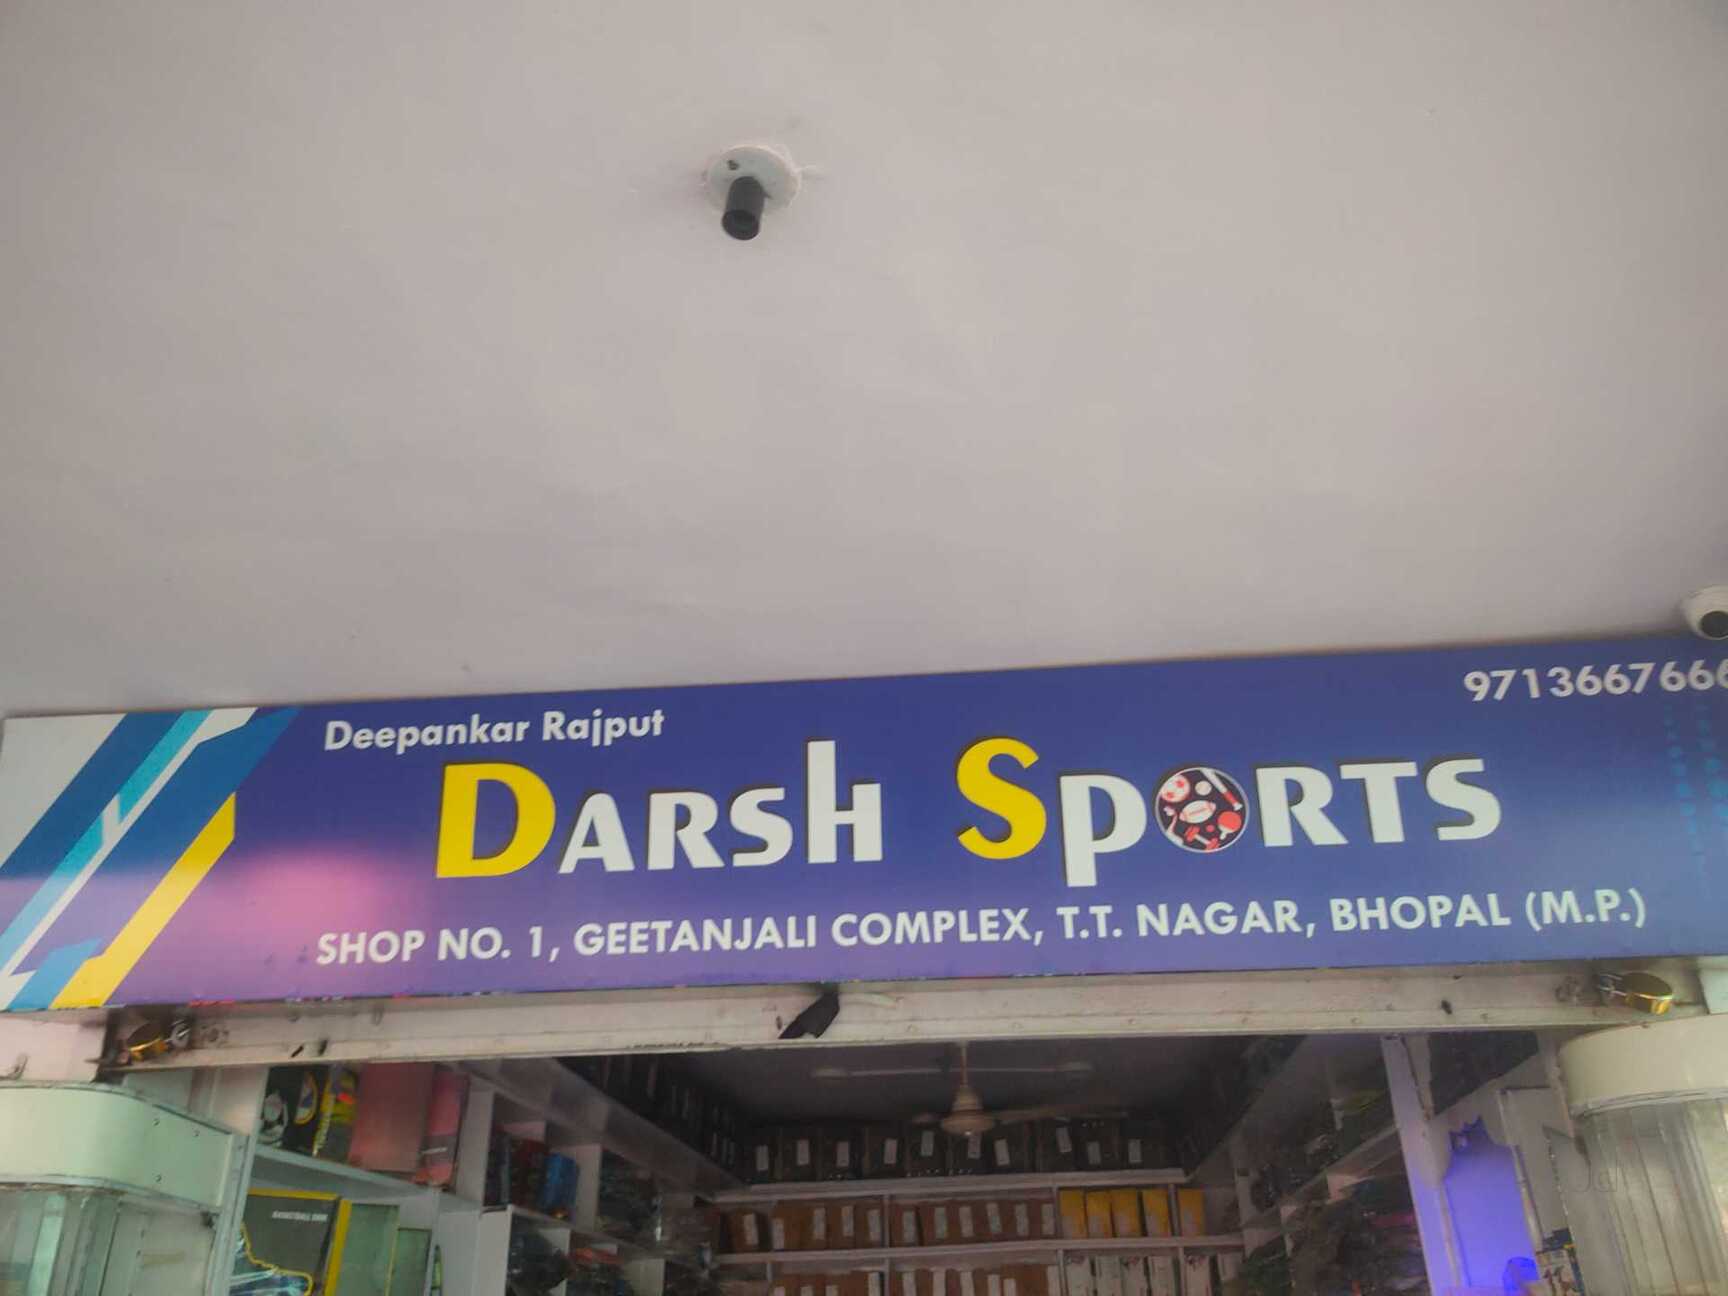 Deepankar Rajput
9713667666
DARSH SPORTS
SHOP NO. 1, GEETANJALI COMPLEX, T.T. NAGAR, BHOPAL (M.P.)